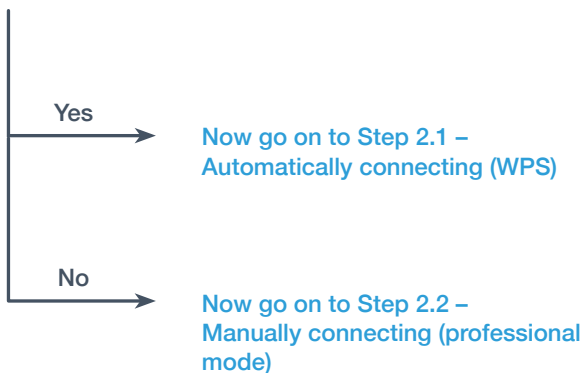 Yes
Now go on to Step 2.1 –
Automatically connecting (WPS)
No
Now go on to Step 2.2 –
Manually connecting (professional
mode)